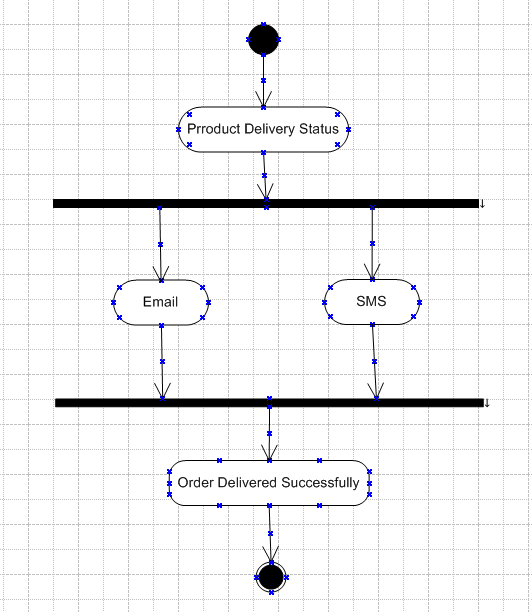 Prroduct Delivery Status
Email
SMS
Order Delivered Successfully